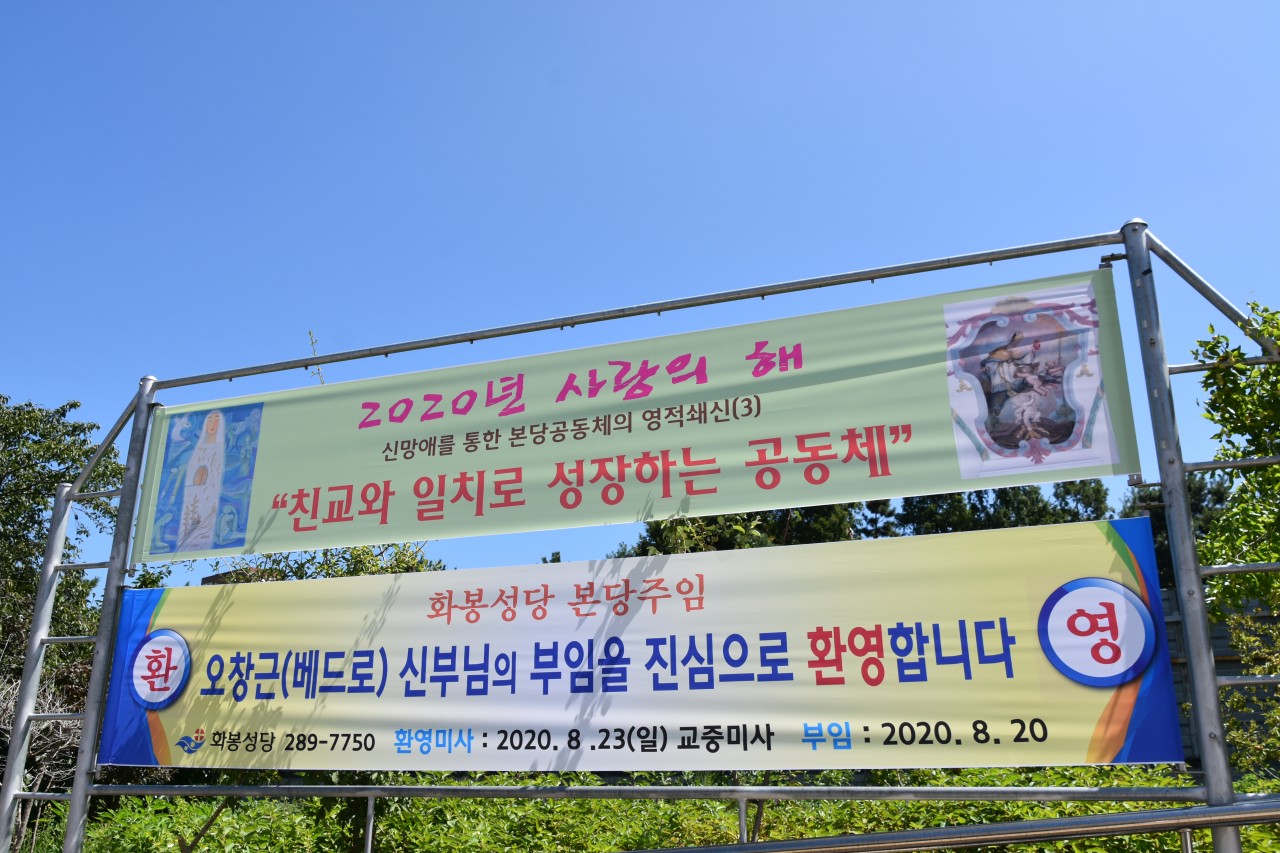 2020년 사랑의 해
신망애를 통한 본당공동체의 영적쇄신(3)
“친교와 일치로 성장하는 공동체”
화봉성당 본당주임
환 오창근(베드로) 신부님의 부임을 진심으로 환영합니다 영
화봉성당 289-7750 환영미사 : 2020. 8 .23(일) 교중미사 부임 : 2020. 8. 20